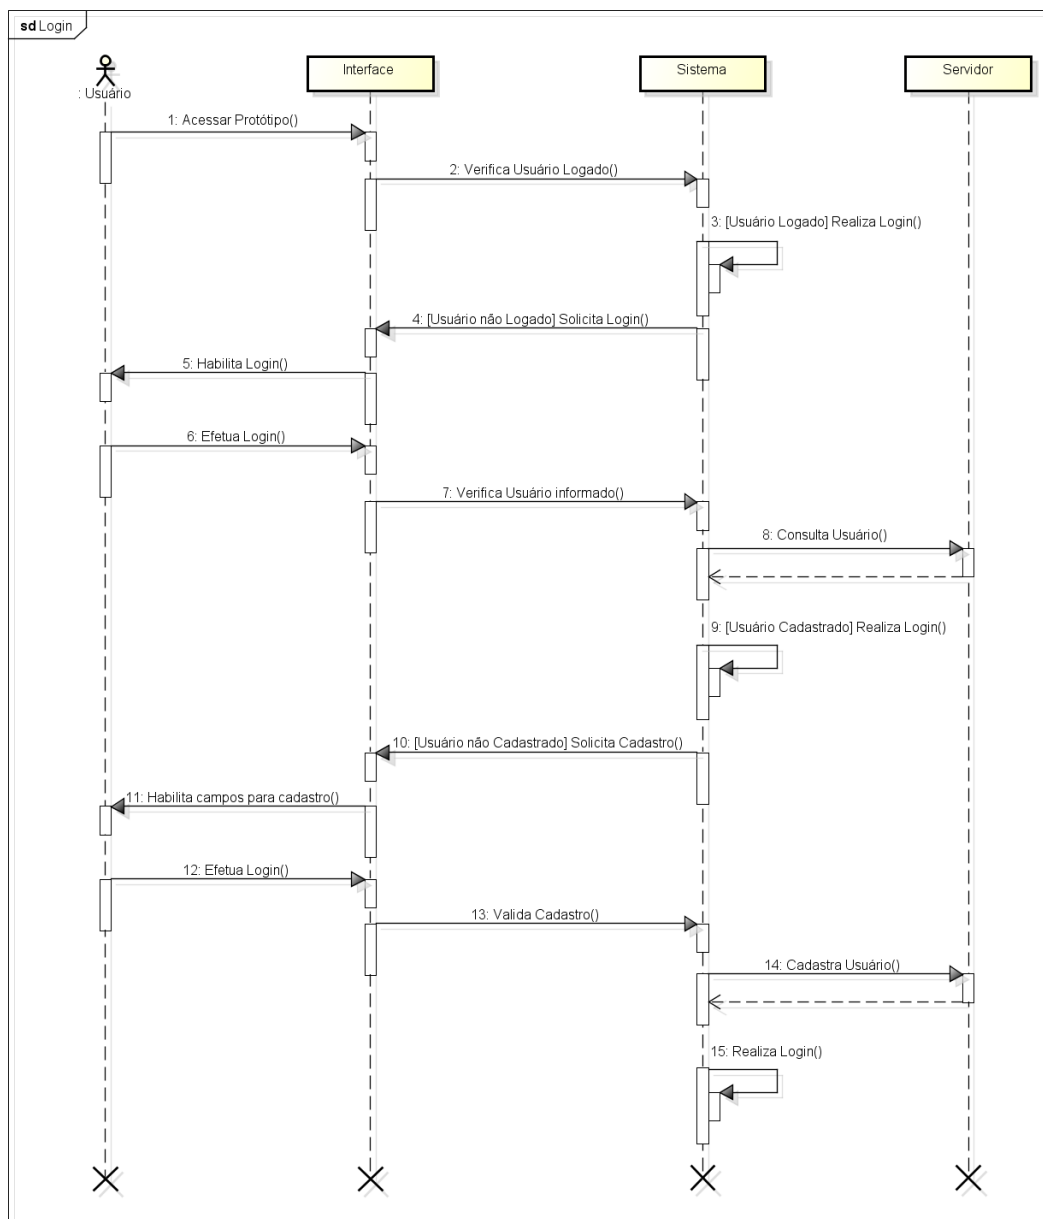 sd Login
: Usuário
Interface
Sistema
Servidor
1: Acessar Protótipo()
2: Verifica Usuário Logado()
3: [Usuário Logado] Realiza Login()
4: [Usuário não Logado] Solicita Login()
5: Habilita Login()
6: Efetua Login()
7: Verifica Usuário informado()
8: Consulta Usuário()
9: [Usuário Cadastrado] Realiza Login()
10: [Usuário não Cadastrado] Solicita Cadastro()
11: Habilita campos para cadastro()
12: Efetua Login()
13: Valida Cadastro()
14: Cadastra Usuário()
15: Realiza Login()